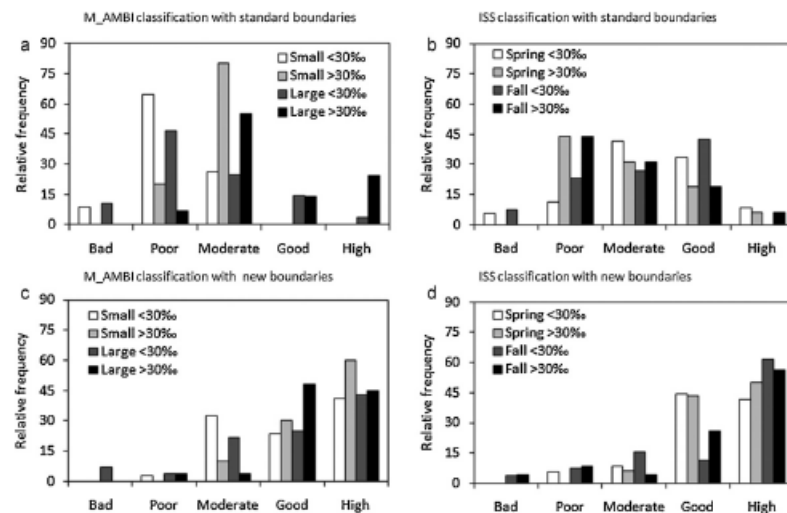 M_AMBI classification with standard boundaries
a
Relative frequency
90
75
60
45
30
15
0
Small <30‰
Small >30‰
Large <30‰
Large >30‰
Bad Poor Moderate Good High
ISS classification with standard boundaries
b
Relative frequency
90
75
60
45
30
15
0
Spring <30‰
Spring >30‰
Fall <30‰
Fall >30‰
Bad Poor Moderate Good High
M_AMBI classification with new boundaries
c
Relative frequency
90
75
60
45
30
15
0
Small <30‰
Small >30‰
Large <30‰
Large >30‰
Bad Poor Moderate Good High
ISS classification with new boundaries
d
Relative frequency
90
75
60
45
30
15
0
Spring <30‰
Spring >30‰
Fall <30‰
Fall >30‰
Bad Poor Moderate Good High